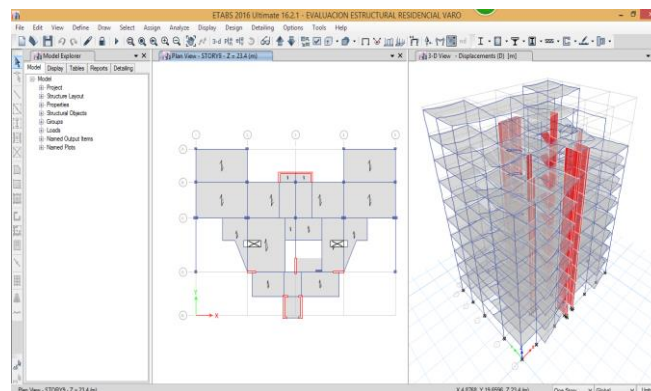 ETABS 2016 Ultimate 16.2.1 - EVALUACION ESTRUCTURAL RESIDENCIAL VARO
File Edit View Define Draw Select Assign Analyze Display Design Detailing Options Tools Help
Model Explorer
Plan View - STORY9 - Z = 23.4 (m)
3-D View - Displacements (D) [m]
Model Display Tables Reports Detailing
Model
Project
Structure Layout
Properties
Structural Objects
Groups
Loads
Named Output Items
Named Plots
Y
X
Plan View - STORY9 - Z = 23.4 (m)
One Story
Global